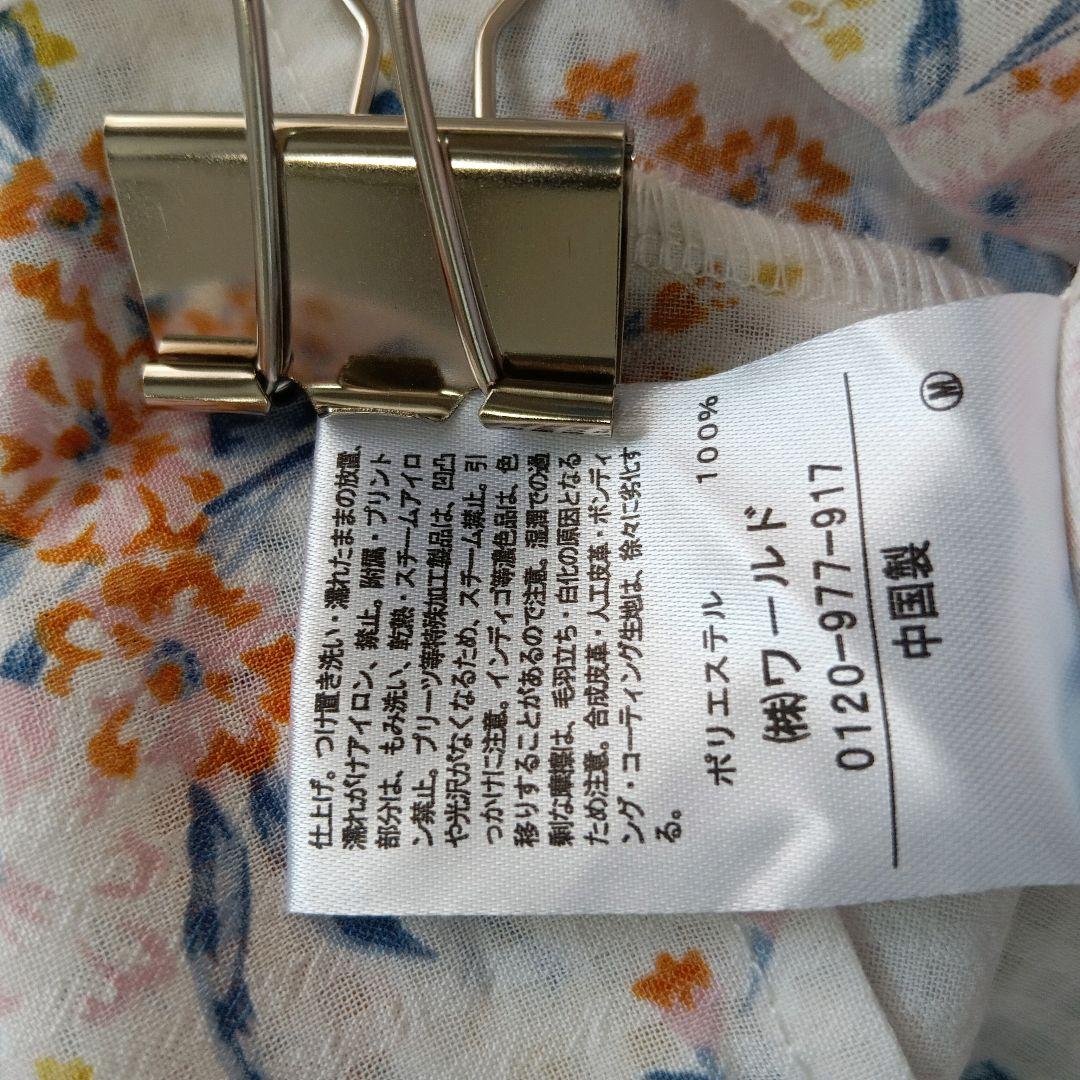 仕上げ。つけ置き洗い・濡れたままの放置、
濡れがけアイロン、禁止。附属・プリント
部分は、もみ洗い、乾熱・スチームアイロ
ン禁止。プリーツ等特殊加工製品は、凹凸
や光沢がなくなるため、スチーム禁止。引
っかけに注意。インディゴ等濃色品は、色
移りすることがあるので注意。湿潤での過
剰な摩擦は、毛羽立ち・白化の原因となる
ため注意。合成皮革・人工皮革・ボンディ
ング・コーティング生地は、徐々に劣化す
る。
ポリエステル 100%
㈱ワールド
0120-977-917
中国製
Ⓜ